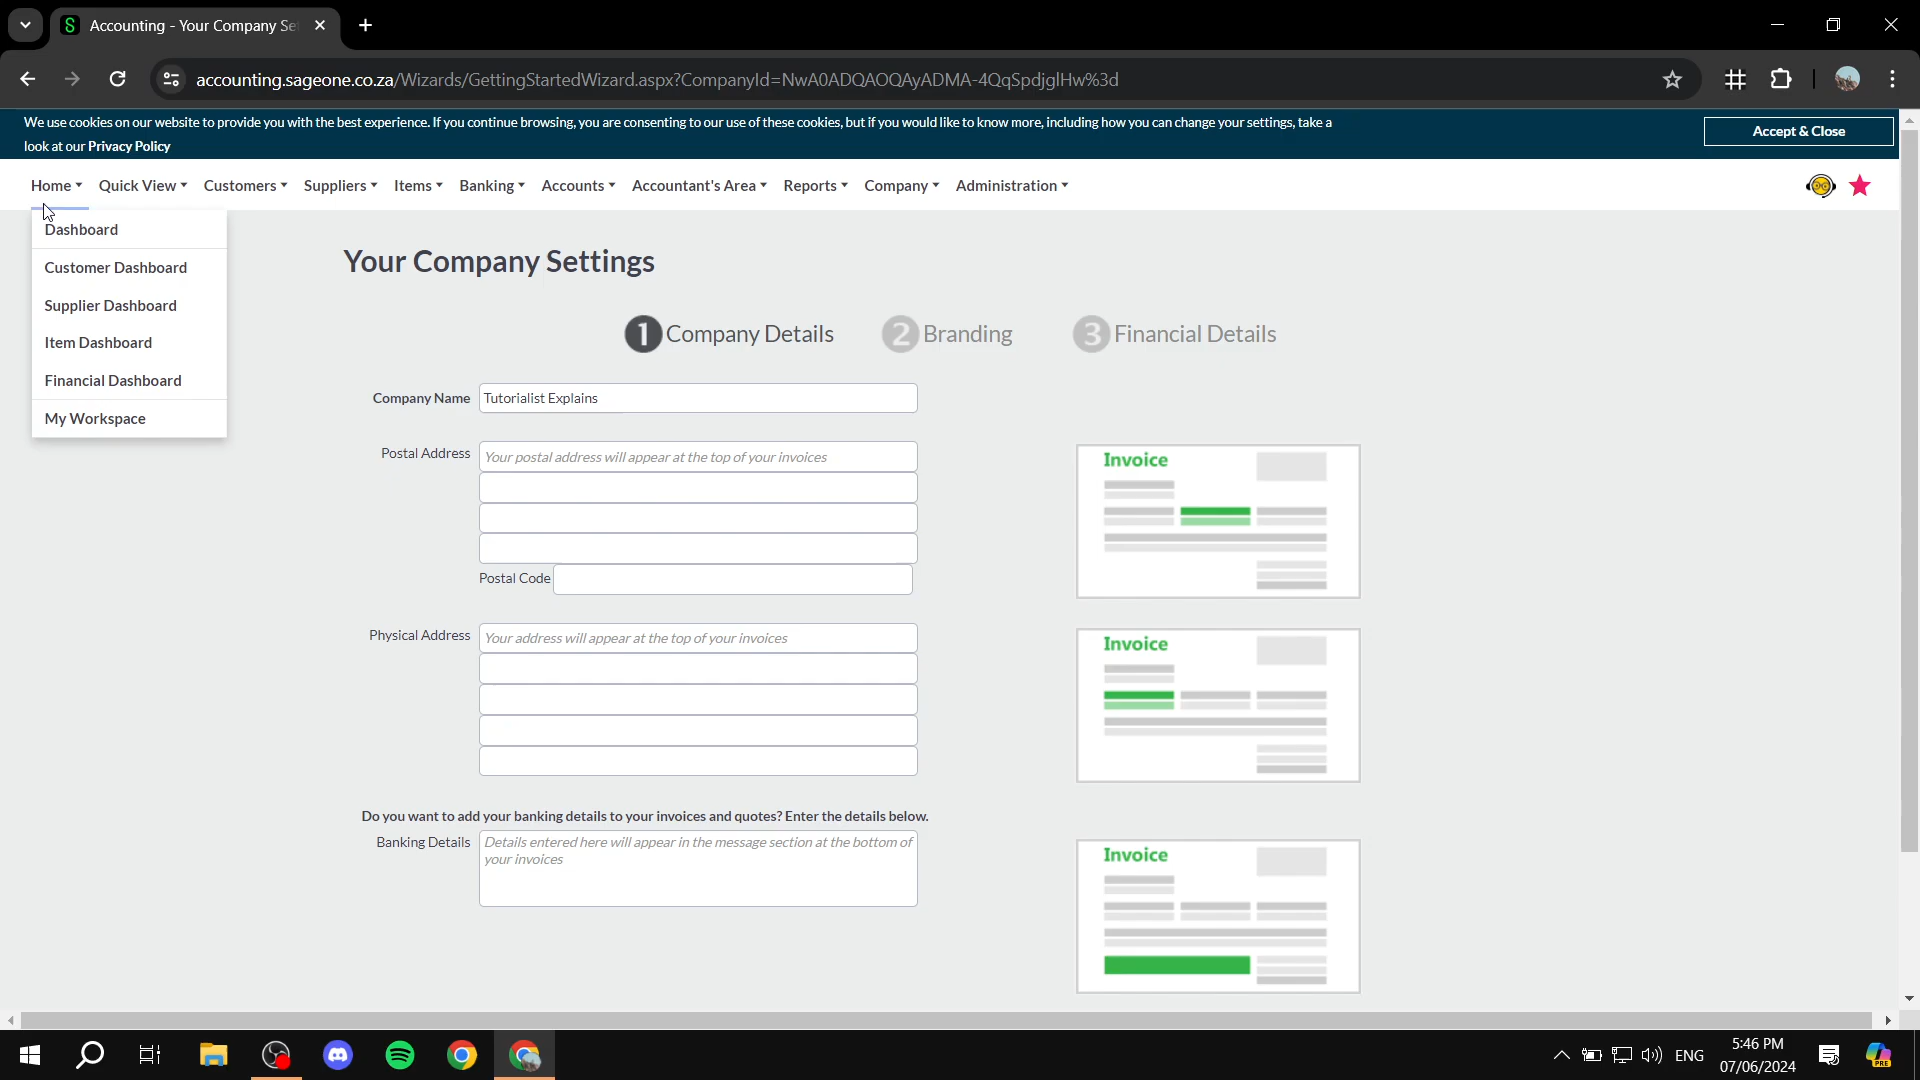 Accounting - Your Company Se
accounting.sageone.co.za/Wizards/GettingStartedWizard.aspx?CompanyId=NwA0ADQAOQAyADMA-4QqSpdjglHw%3d
We use cookies on our website to provide you with the best experience. If you continue browsing, you are consenting to our use of these cookies, but if you would like to know more, including how you can change your settings, take a
look at our Privacy Policy
Accept & Close
Home Quick View Customers Suppliers Items Banking Accounts Accountant's Area Reports Company Administration
Dashboard
Customer Dashboard
Supplier Dashboard
Item Dashboard
Financial Dashboard
My Workspace
Your Company Settings
1 Company Details 2 Branding 3 Financial Details
Company Name Tutorialist Explains
Postal Address Your postal address will appear at the top of your invoices
Postal Code
Invoice
Physical Address Your address will appear at the top of your invoices
Invoice
Do you want to add your banking details to your invoices and quotes? Enter the details below.
Banking Details Details entered here will appear in the message section at the bottom of
your invoices
Invoice
ENG
5:46 PM
07/06/2024
PRE